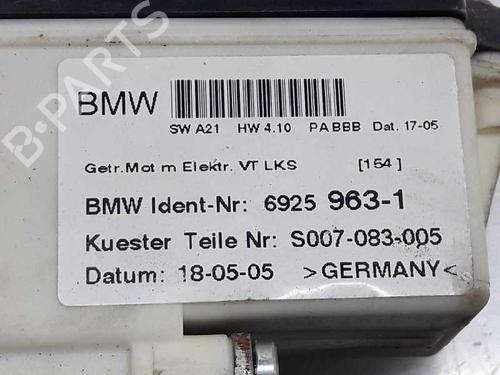 B-PARTS
BMW
SW A21 HW 4.10 PA BBB Dat. 17-05
Getr.Mot m Elektr. VT LKS [154]
BMW Ident-Nr: 6925 963-1
Kuester Teile Nr: S007-083-005
Datum: 18-05-05 >GERMANY<